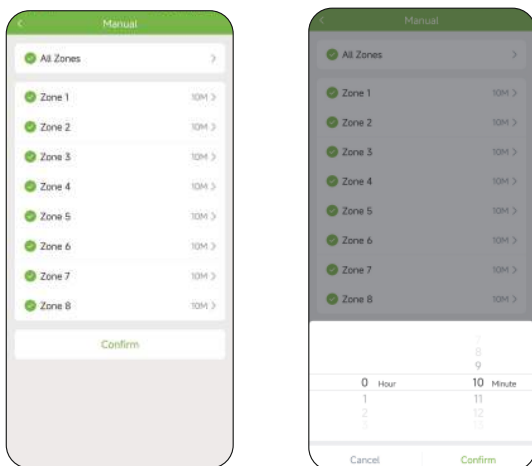 Manual
All Zones
Zone 1 10M
Zone 2 10M
Zone 3 10M
Zone 4 10M
Zone 5 10M
Zone 6 10M
Zone 7 10M
Zone 8 10M
Confirm
Manual
All Zones
Zone 1 10M
Zone 2 10M
Zone 3 10M
Zone 4 10M
Zone 5 10M
Zone 6 10M
Zone 7 10M
Zone 8 10M
7
8
9
0 Hour 10 Minute
1 11
2 12
3 13
Cancel Confirm